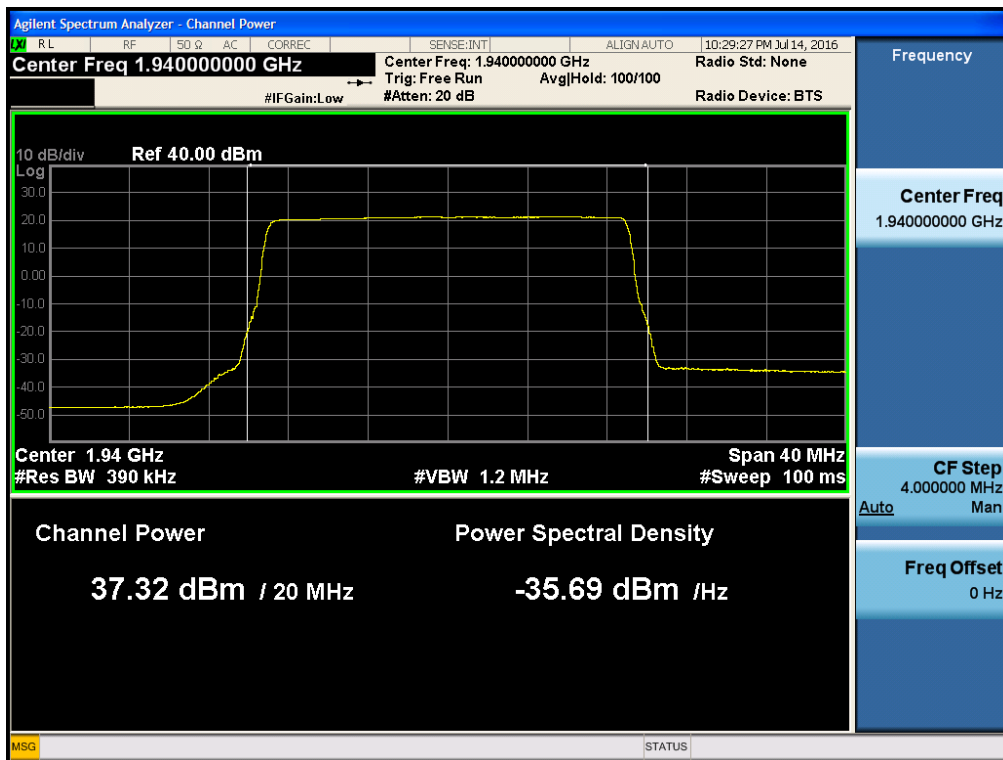 Agilent Spectrum Analyzer - Channel Power
LXI RL RF 50 Ω AC CORREC SENSE:INT ALIGN AUTO 10:29:27 PM Jul 14, 2016
Center Freq 1.940000000 GHz
Center Freq: 1.940000000 GHz Radio Std: None
Trig: Free Run Avg|Hold: 100/100
#IFGain:Low #Atten: 20 dB Radio Device: BTS
10 dB/div Ref 40.00 dBm
Log
30.0
20.0
10.0
0.00
-10.0
-20.0
-30.0
-40.0
-50.0
Center 1.94 GHz Span 40 MHz
#Res BW 390 kHz #VBW 1.2 MHz #Sweep 100 ms
Channel Power Power Spectral Density
37.32 dBm / 20 MHz -35.69 dBm /Hz
Frequency
Center Freq
1.940000000 GHz
CF Step
4.000000 MHz
Auto Man
Freq Offset
0 Hz
MSG STATUS